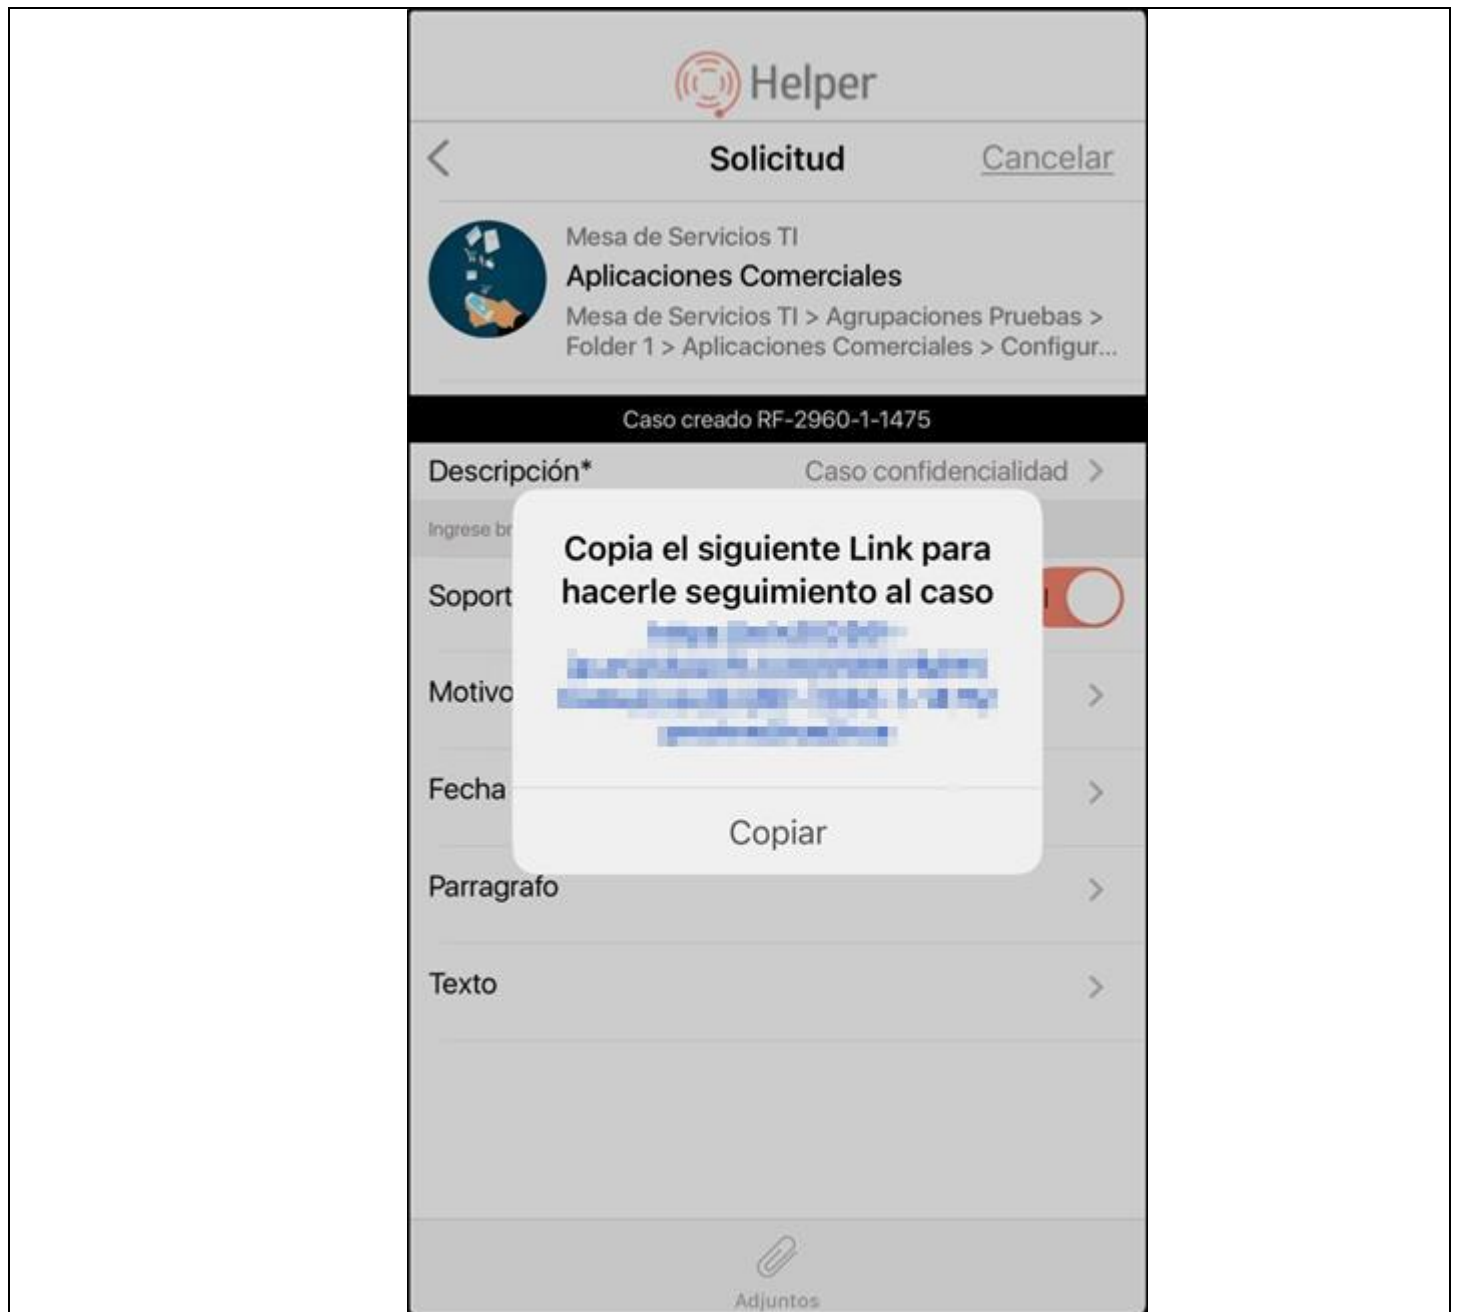 Helper
Solicitud Cancelar
Mesa de Servicios TI
Aplicaciones Comerciales
Mesa de Servicios TI > Agrupaciones Pruebas >
Folder 1 > Aplicaciones Comerciales > Configur...
Caso creado RF-2960-1-1475
Descripción* Caso confidencialidad >
Ingrese br
Copia el siguiente Link para
hacerle seguimiento al caso
Soport
Motivo >
Fecha >
Copiar
Parragrafo >
Texto >
Adjuntos